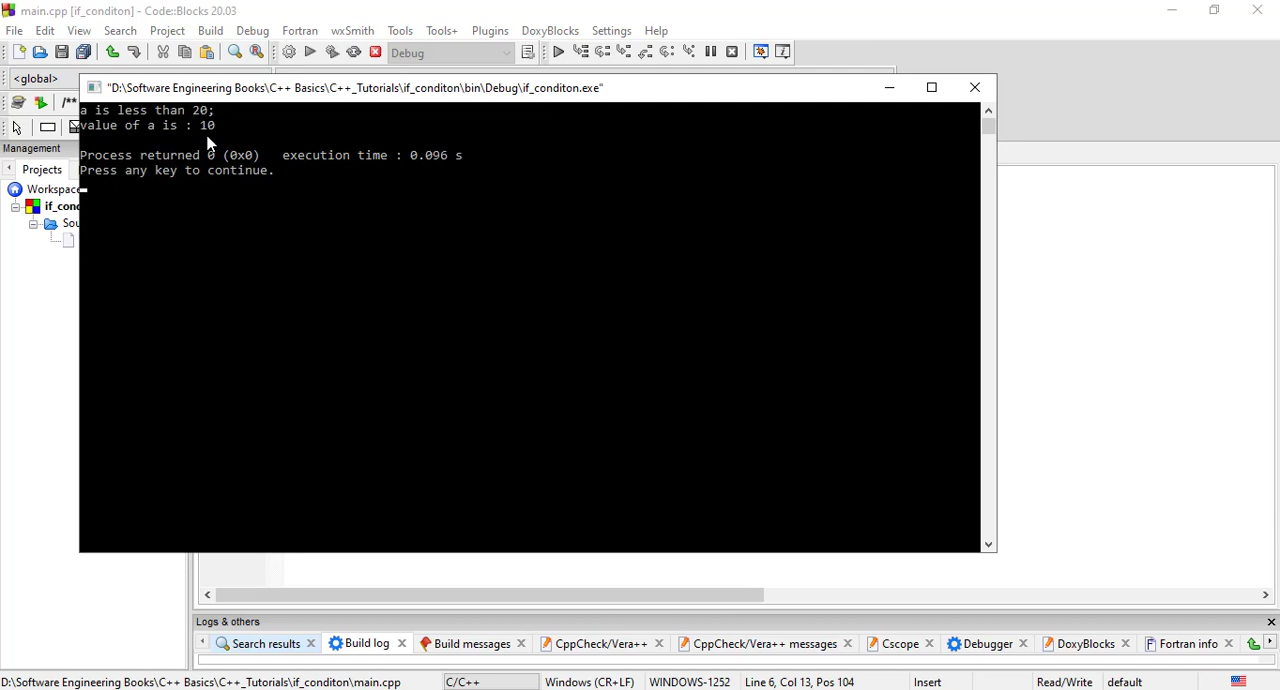 main.cpp [if_conditon] - Code::Blocks 20.03
File Edit View Search Project Build Debug Fortran wxSmith Tools Tools+ Plugins DoxyBlocks Settings Help
Debug
<global>
/**
"D:\Software Engineering Books\C++ Basics\C++_Tutorials\if_conditon\bin\Debug\if_conditon.exe"
a is less than 20;
value of a is : 10
Process returned 0 (0x0)   execution time : 0.096 s
Press any key to continue.
Management
Projects
Workspace
if_cond
Sou
Logs & others
Search results Build log Build messages CppCheck/Vera++ CppCheck/Vera++ messages Cscope Debugger DoxyBlocks Fortran info
D:\Software Engineering Books\C++ Basics\C++_Tutorials\if_conditon\main.cpp C/C++ Windows (CR+LF) WINDOWS-1252 Line 6, Col 13, Pos 104 Insert Read/Write default